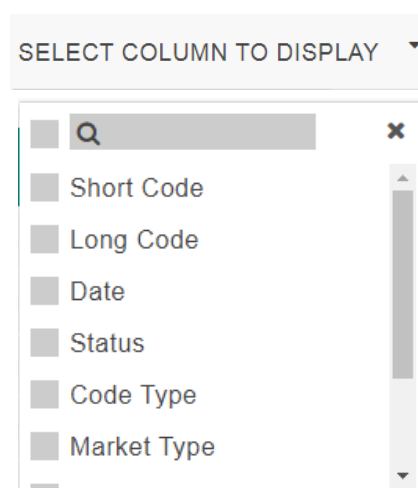 SELECT COLUMN TO DISPLAY
Short Code
Long Code
Date
Status
Code Type
Market Type